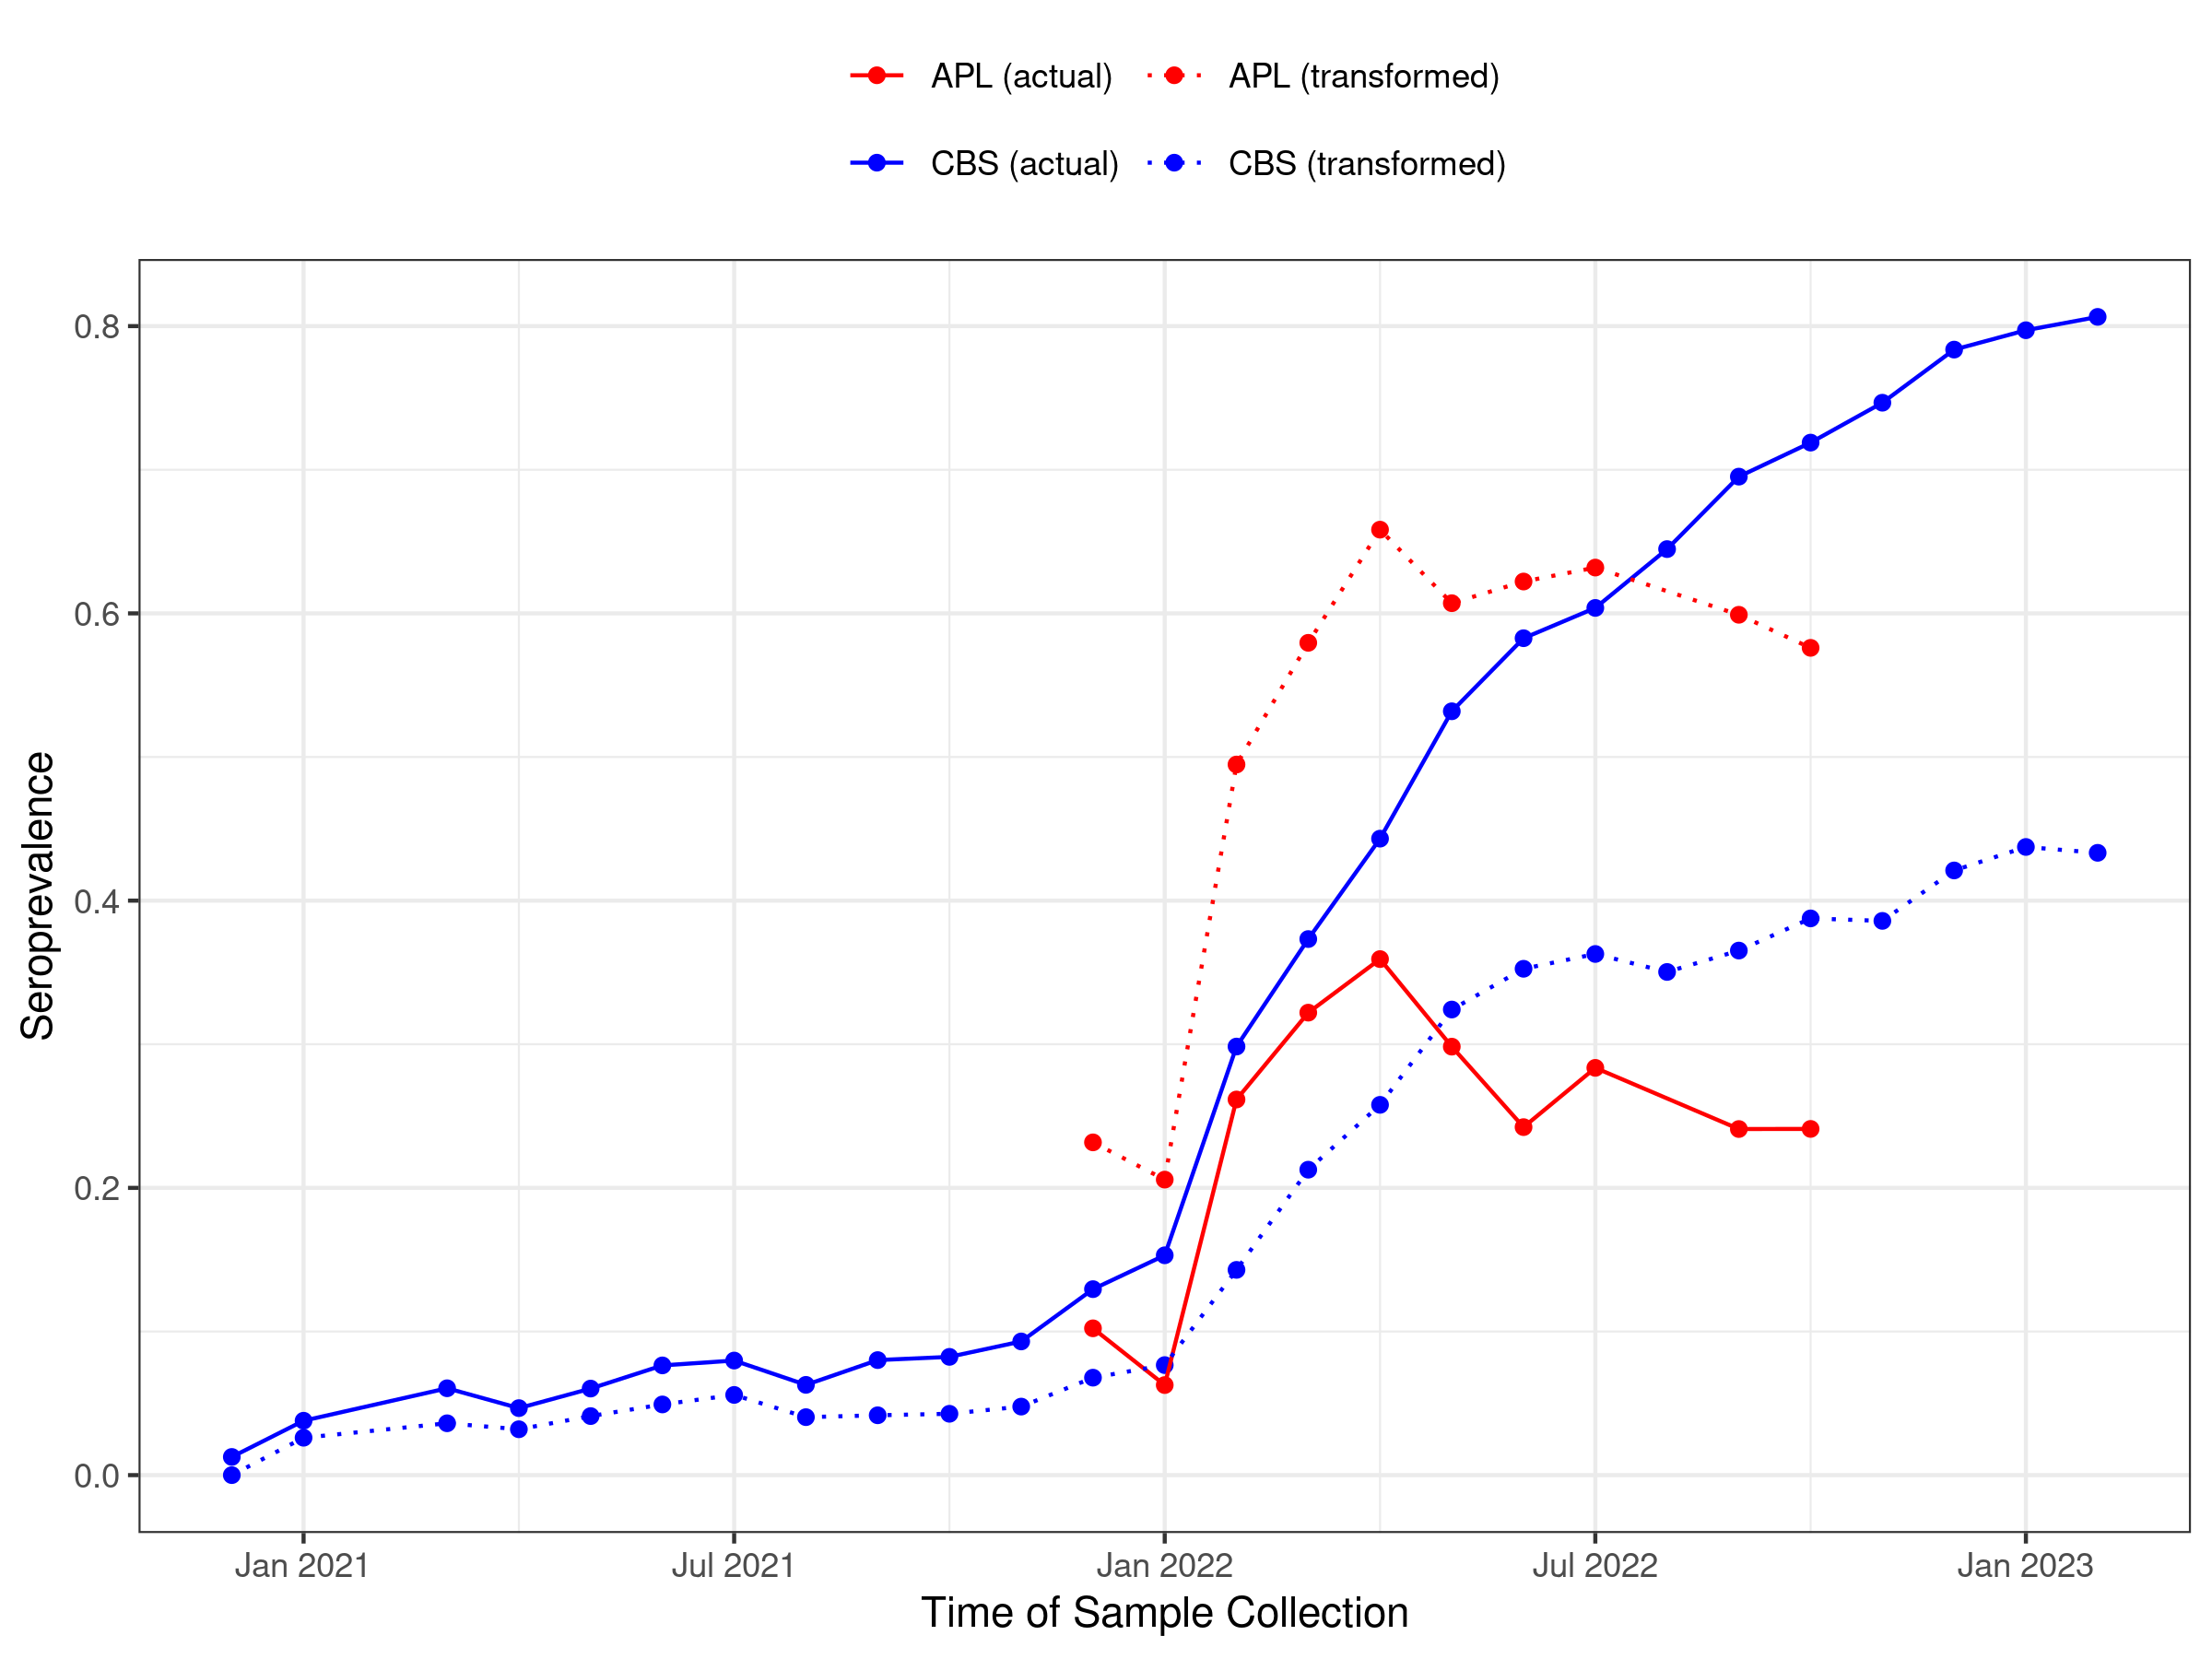 APL (actual) APL (transformed)
CBS (actual) CBS (transformed)
0.8
0.6
0.4
0.2
0.0
Seroprevalence
Jan 2021 Jul 2021 Jan 2022 Jul 2022 Jan 2023
Time of Sample Collection